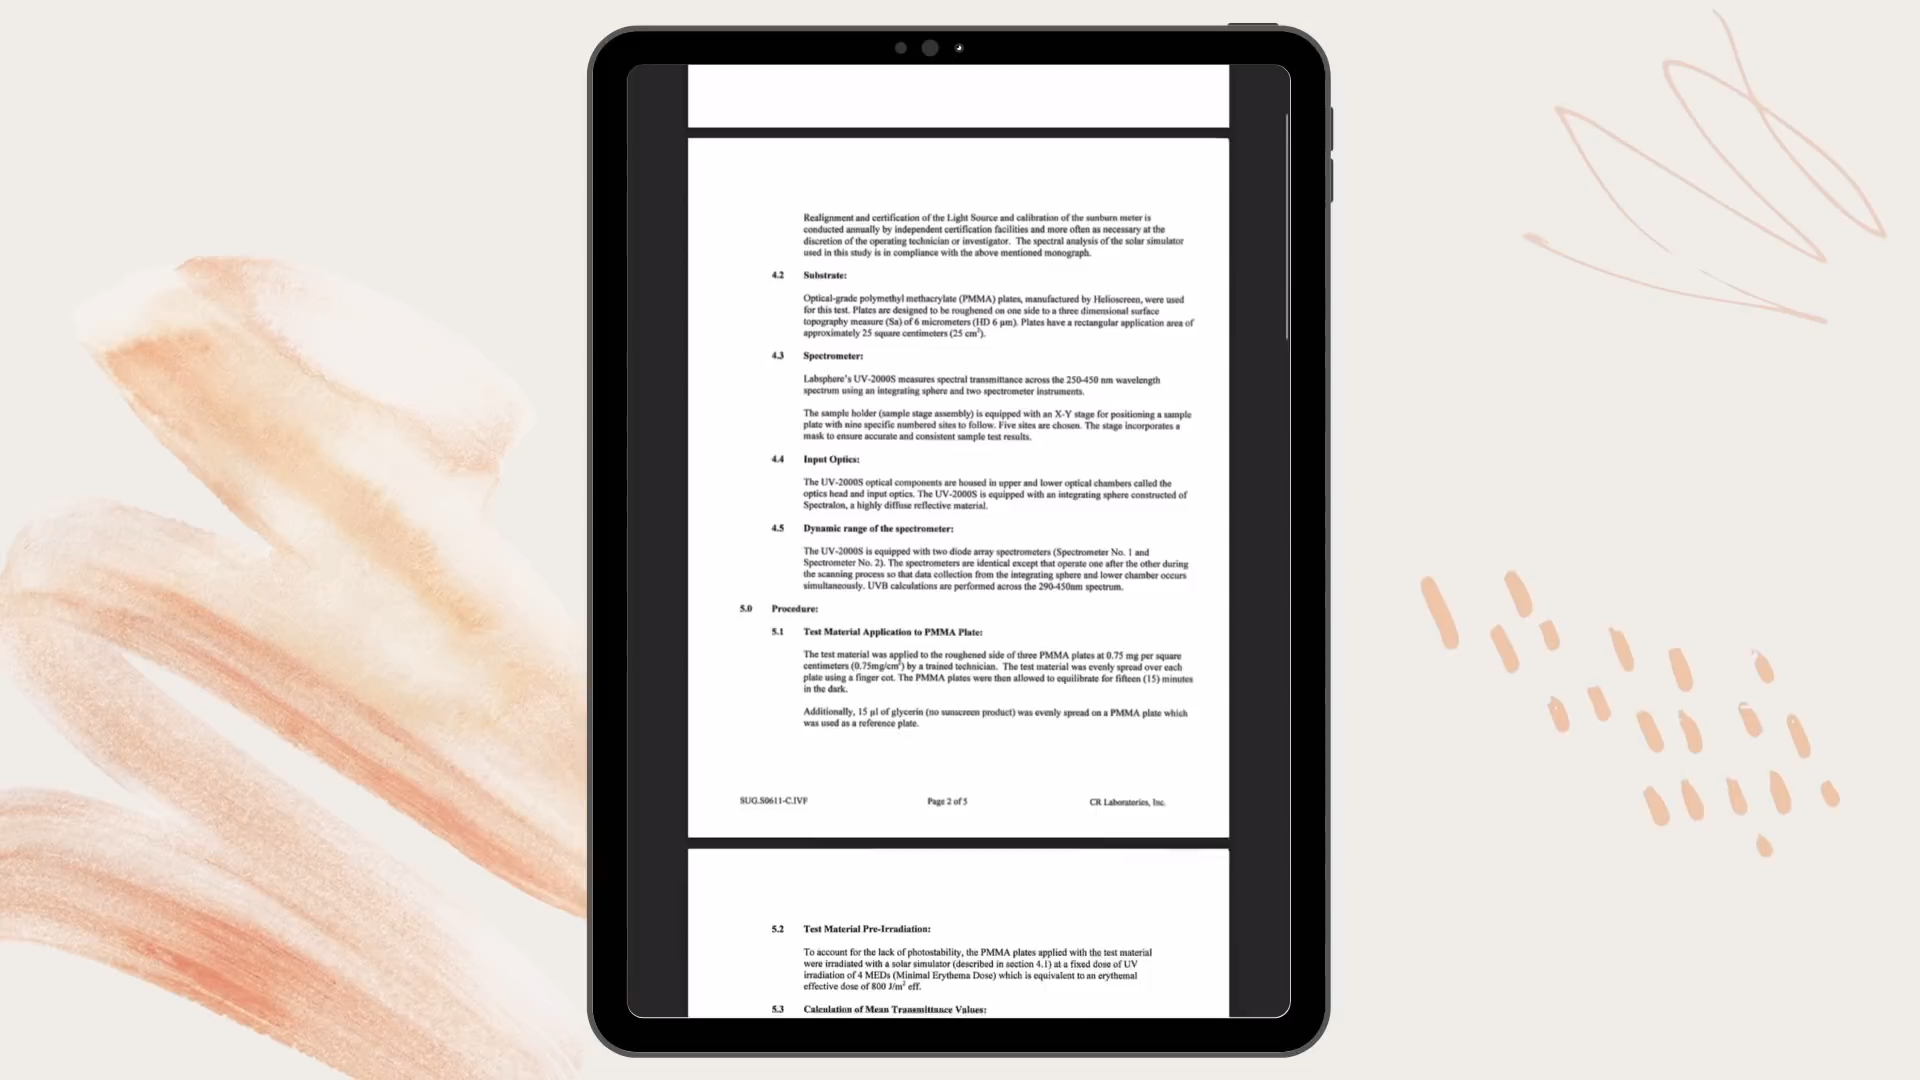 Realignment and certification of the Light Source and calibration of the sunburn meter is
conducted annually by independent certification facilities and more often as necessary at the
discretion of the operating technician or investigator. The spectral analysis of the solar simulator
used in this study is in compliance with the above mentioned monograph.
4.2 Substrate:
Optical-grade polymethyl methacrylate (PMMA) plates, manufactured by Helioscreen, were used
for this test. Plates are designed to be roughened on one side to a three dimensional surface
topography measure (Sa) of 6 micrometers (HD 6 µm). Plates have a rectangular application area of
approximately 25 square centimeters (25 cm²).
4.3 Spectrometer:
Labsphere's UV-2000S measures spectral transmittance across the 250-450 nm wavelength
spectrum using an integrating sphere and two spectrometer instruments.
The sample holder (sample stage assembly) is equipped with an X-Y stage for positioning a sample
plate with nine specific numbered sites to follow. Five sites are chosen. The stage incorporates a
mask to ensure accurate and consistent sample test results.
4.4 Input Optics:
The UV-2000S optical components are housed in upper and lower optical chambers called the
optics head and input optics. The UV-2000S is equipped with an integrating sphere constructed of
Spectralon, a highly diffuse reflective material.
4.5 Dynamic range of the spectrometer:
The UV-2000S is equipped with two diode array spectrometers (Spectrometer No. 1 and
Spectrometer No. 2). The spectrometers are identical except that operate one after the other during
the scanning process so that data collection from the integrating sphere and lower chamber occurs
simultaneously. UVB calculations are performed across the 290-450nm spectrum.
5.0 Procedure:
5.1 Test Material Application to PMMA Plate:
The test material was applied to the roughened side of three PMMA plates at 0.75 mg per square
centimeters (0.75mg/cm²) by a trained technician. The test material was evenly spread over each
plate using a finger cot. The PMMA plates were then allowed to equilibrate for fifteen (15) minutes
in the dark.
Additionally, 15 µl of glycerin (no sunscreen product) was evenly spread on a PMMA plate which
was used as a reference plate.
SUG.S0611-C.IVF Page 2 of 5 CR Laboratories, Inc.
5.2 Test Material Pre-Irradiation:
To account for the lack of photostability, the PMMA plates applied with the test material
were irradiated with a solar simulator (described in section 4.1) at a fixed dose of UV
irradiation of 4 MEDs (Minimal Erythema Dose) which is equivalent to an erythemal
effective dose of 800 J/m² eff.
5.3 Calculation of Mean Transmittance Values: